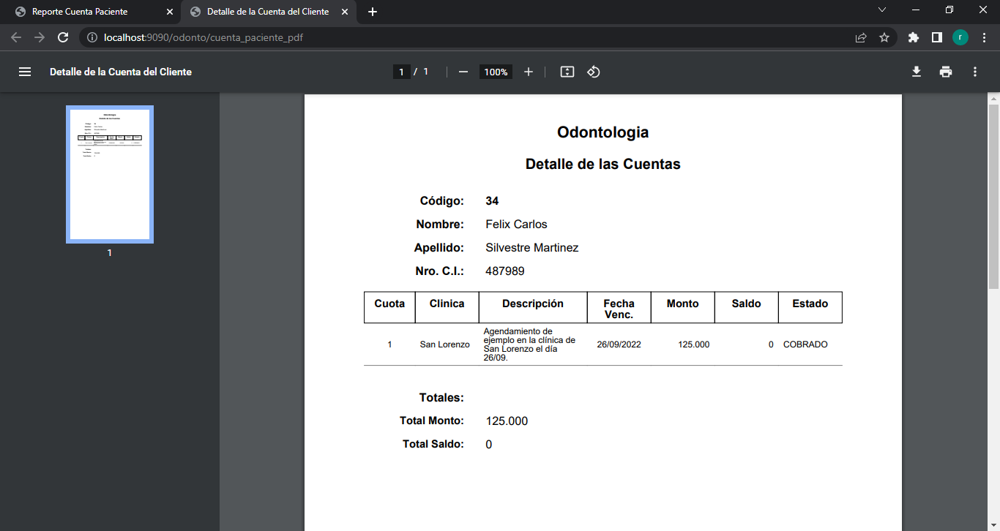 Reporte Cuenta Paciente
Detalle de la Cuenta del Cliente
localhost:9090/odonto/cuenta_paciente_pdf
r
Detalle de la Cuenta del Cliente
1 / 1
100%
1
Odontologia
Detalle de las Cuentas
Código: 34
Nombre: Felix Carlos
Apellido: Silvestre Martinez
Nro. C.I.: 487989
Cuota Clinica Descripción Fecha Venc. Monto Saldo Estado
1 San Lorenzo Agendamiento de ejemplo en la clínica de San Lorenzo el día 26/09. 26/09/2022 125.000 0 COBRADO
Totales:
Total Monto: 125.000
Total Saldo: 0